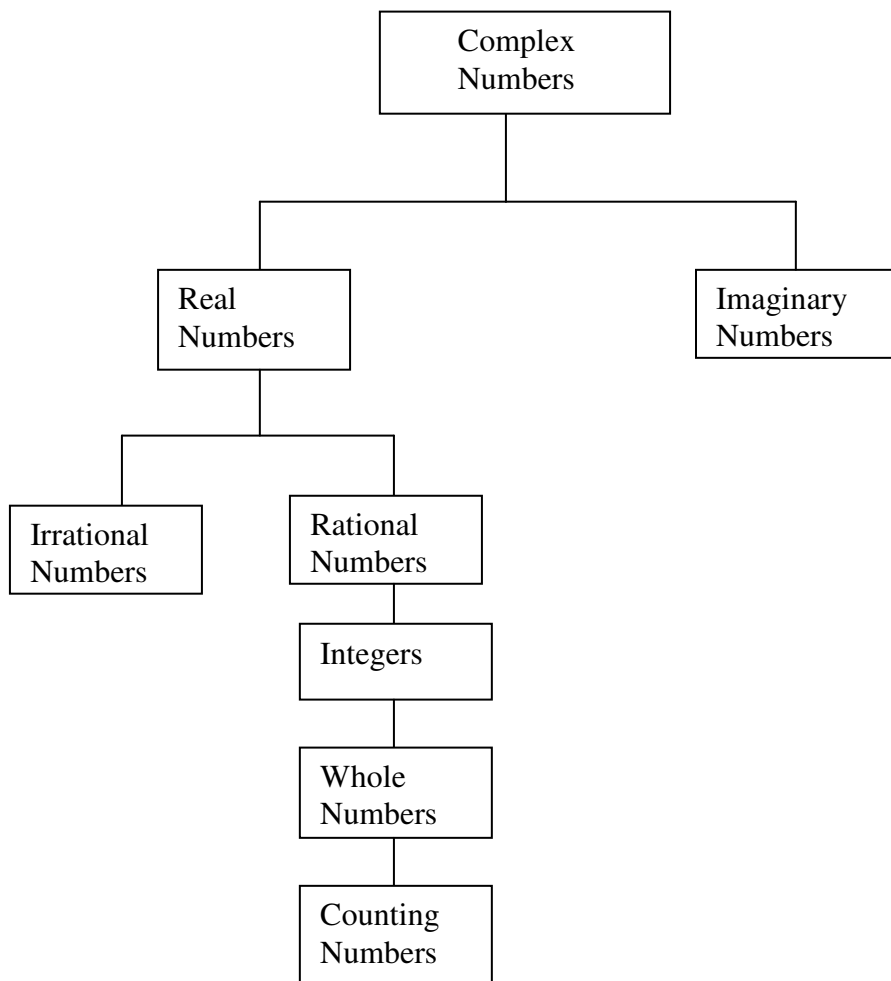 Complex
Numbers
Real
Numbers
Imaginary
Numbers
Irrational
Numbers
Rational
Numbers
Integers
Whole
Numbers
Counting
Numbers